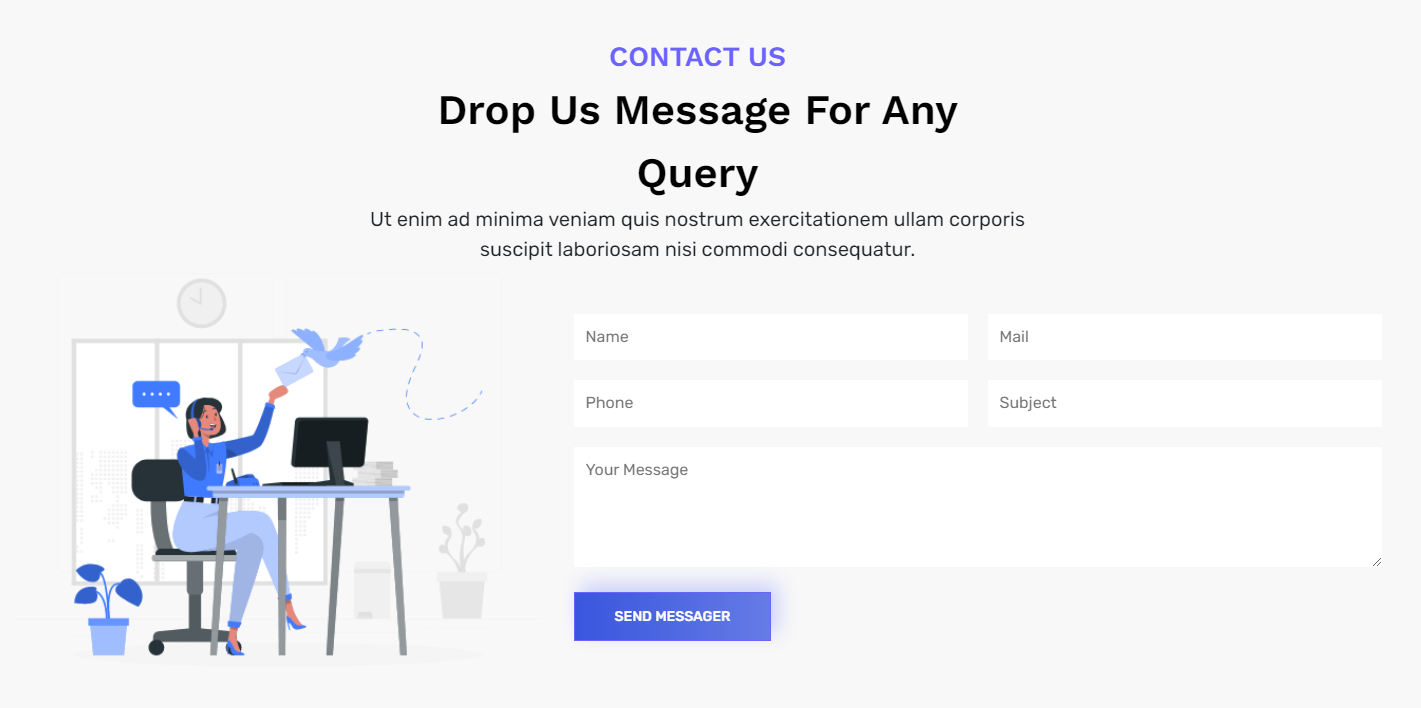 CONTACT US
Drop Us Message For Any
Query
Ut enim ad minima veniam quis nostrum exercitationem ullam corporis
suscipit laboriosam nisi commodi consequatur.
Name
Mail
Phone
Subject
Your Message
SEND MESSAGER